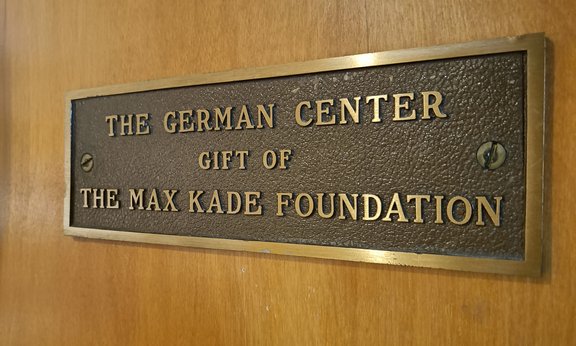 THE GERMAN CENTER
GIFT OF
THE MAX KADE FOUNDATION